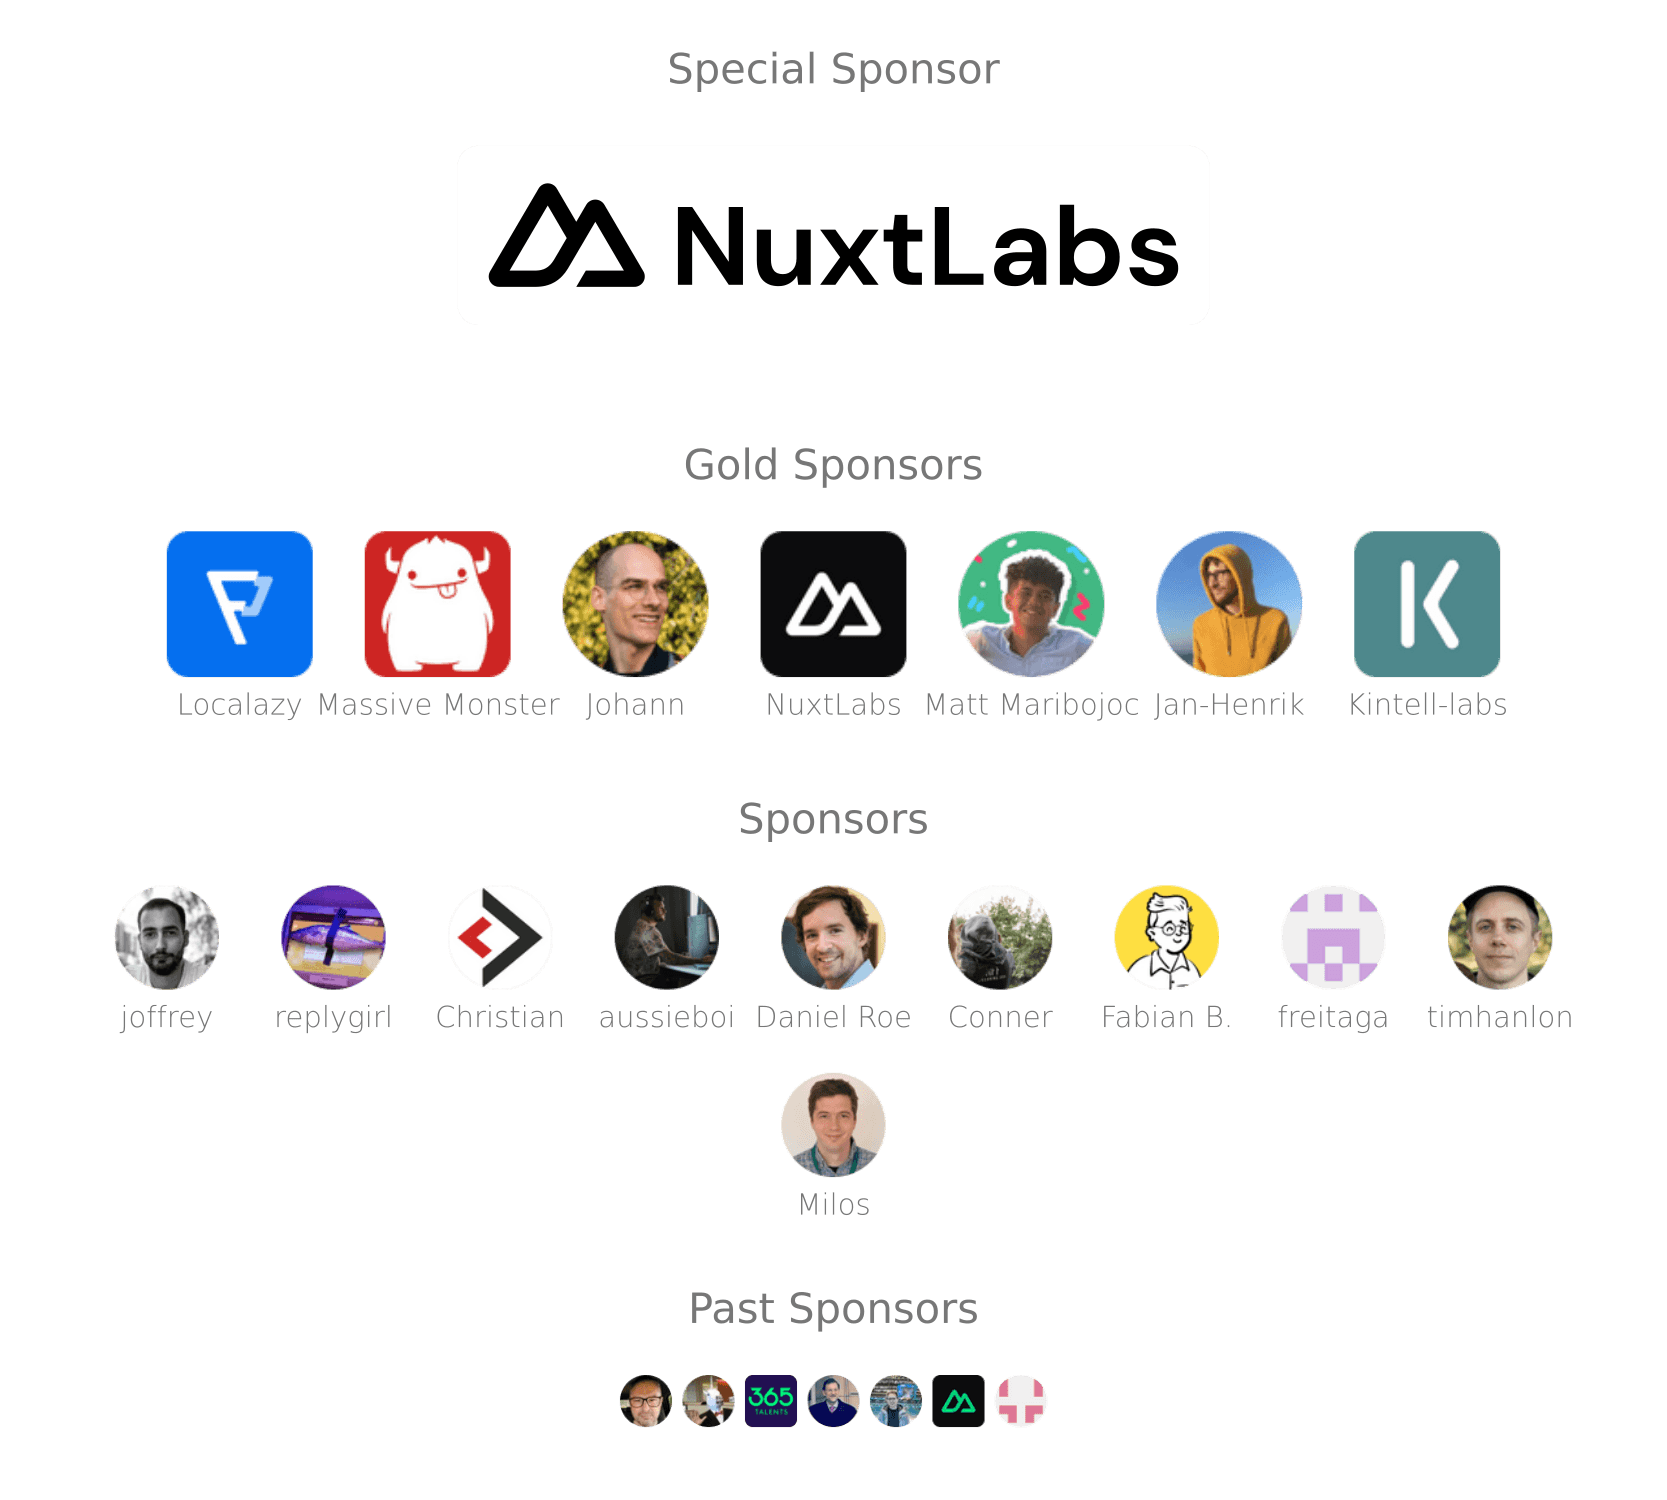 Special Sponsor
NuxtLabs
Gold Sponsors
Localazy Massive Monster Johann NuxtLabs Matt Maribojoc Jan-Henrik Kintell-labs
Sponsors
joffrey replygirl Christian aussieboi Daniel Roe Conner Fabian B. freitaga timhanlon
Milos
Past Sponsors
365
TALENTS